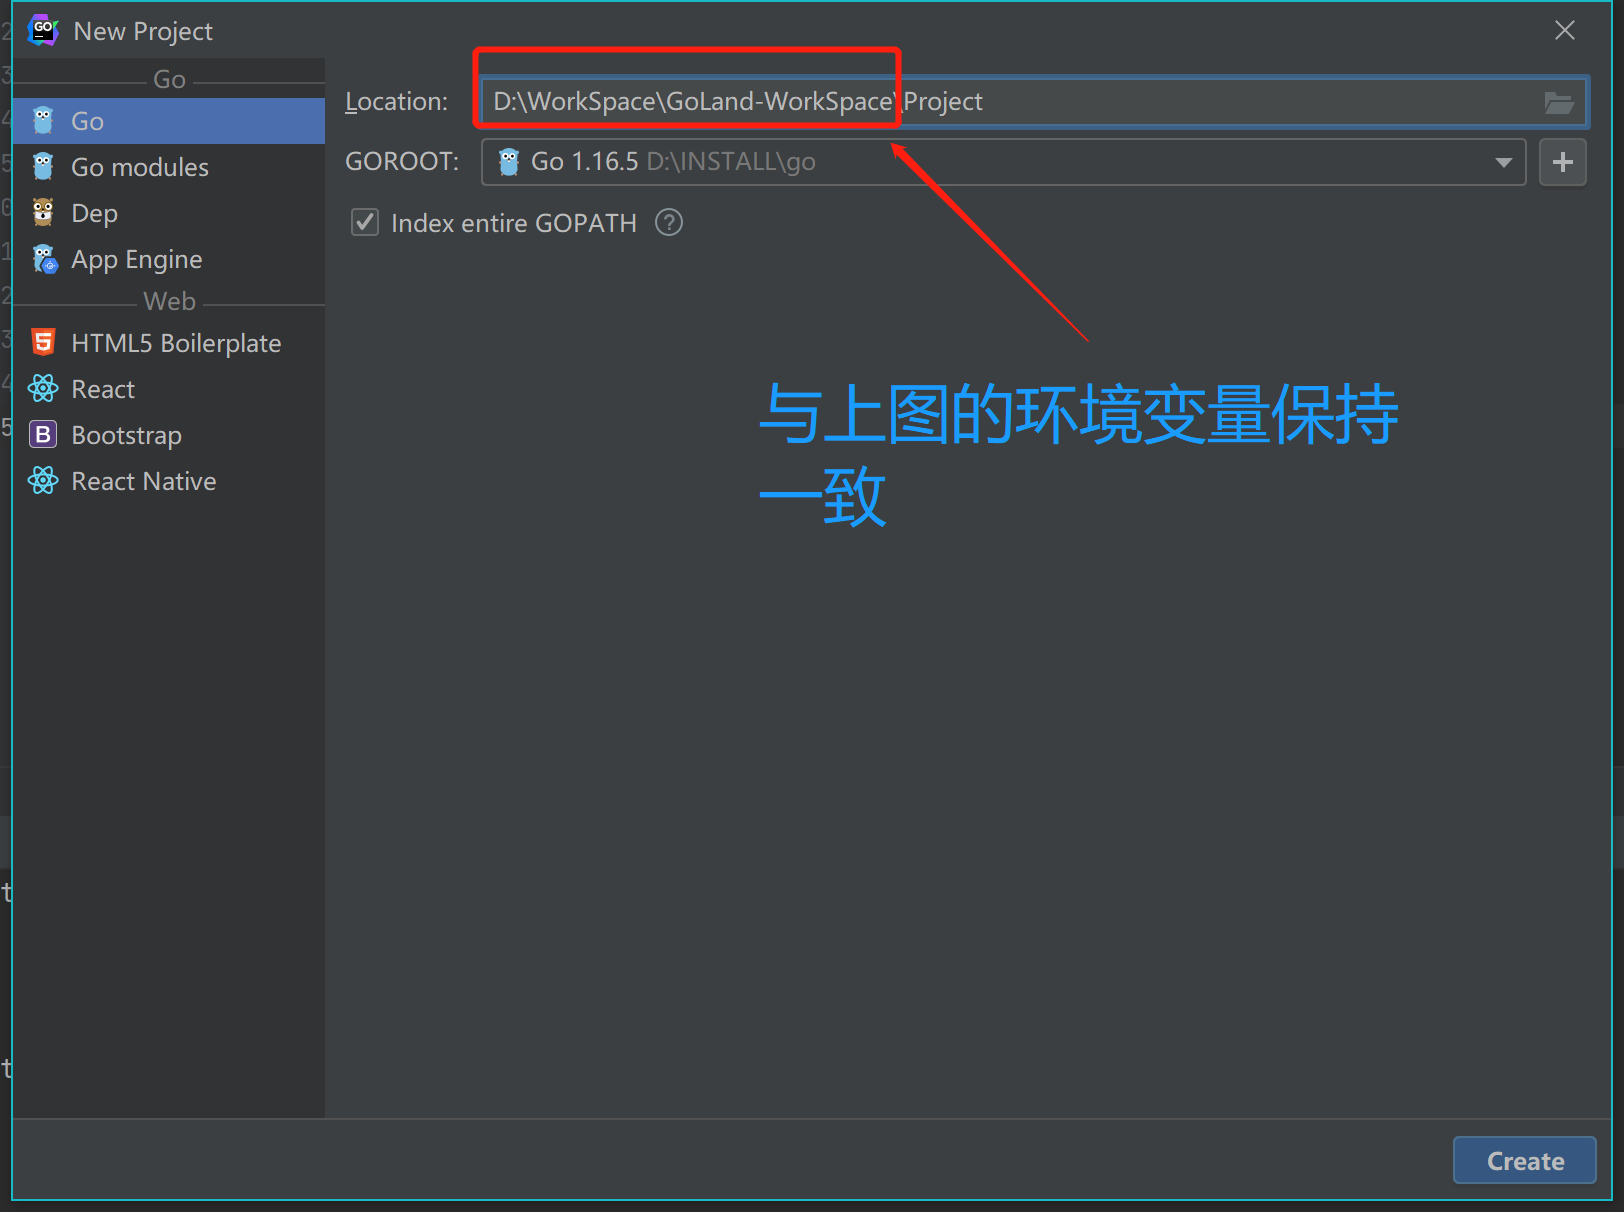 New Project
Go
Go
Go modules
Dep
App Engine
Web
HTML5 Boilerplate
React
Bootstrap
React Native
Location: D:\WorkSpace\GoLand-WorkSpace\Project
GOROOT: Go 1.16.5 D:\INSTALL\go
Index entire GOPATH ?
与上图的环境变量保持
一致
Create